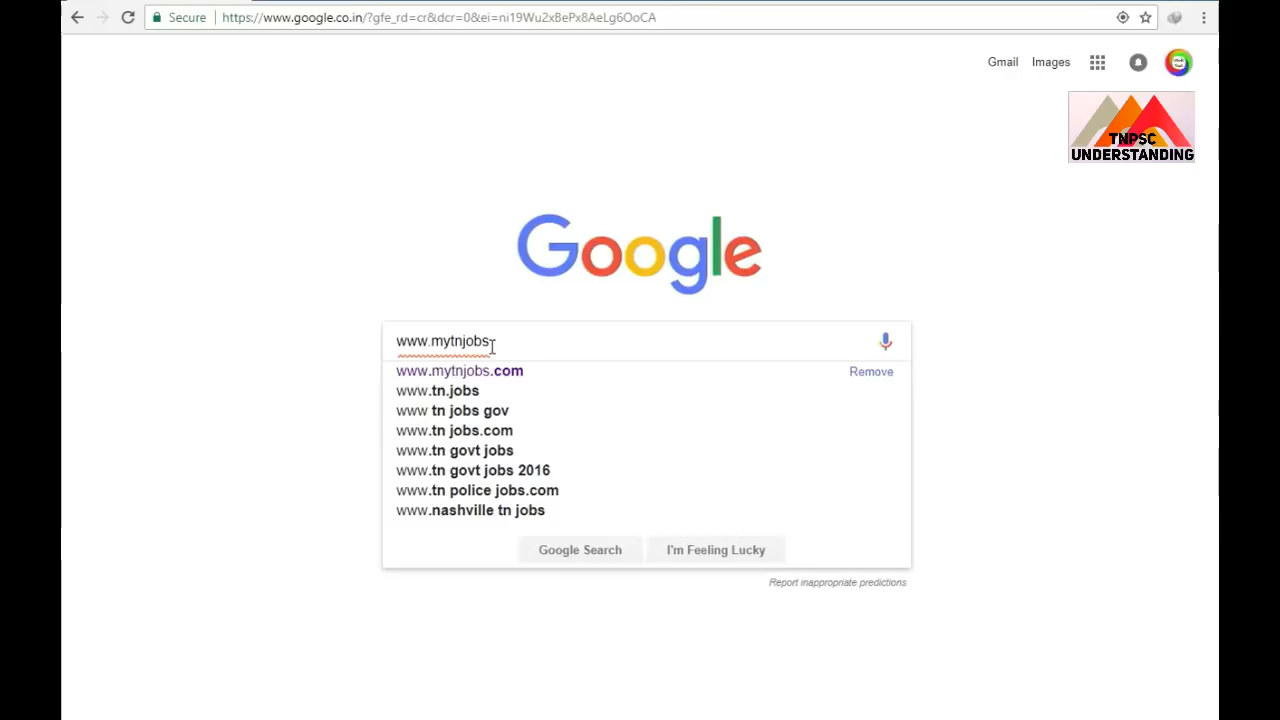 Secure https://www.google.co.in/?gfe_rd=cr&dcr=0&ei=ni19Wu2xBePx8AeLg6OoCA
Gmail Images
TNPSC
UNDERSTANDING
Google
www.mytnjobs
www.mytnjobs.com Remove
www.tn.jobs
www tn jobs gov
www.tn jobs.com
www.tn govt jobs
www.tn govt jobs 2016
www.tn police jobs.com
www.nashville tn jobs
Google Search I'm Feeling Lucky
Report inappropriate predictions